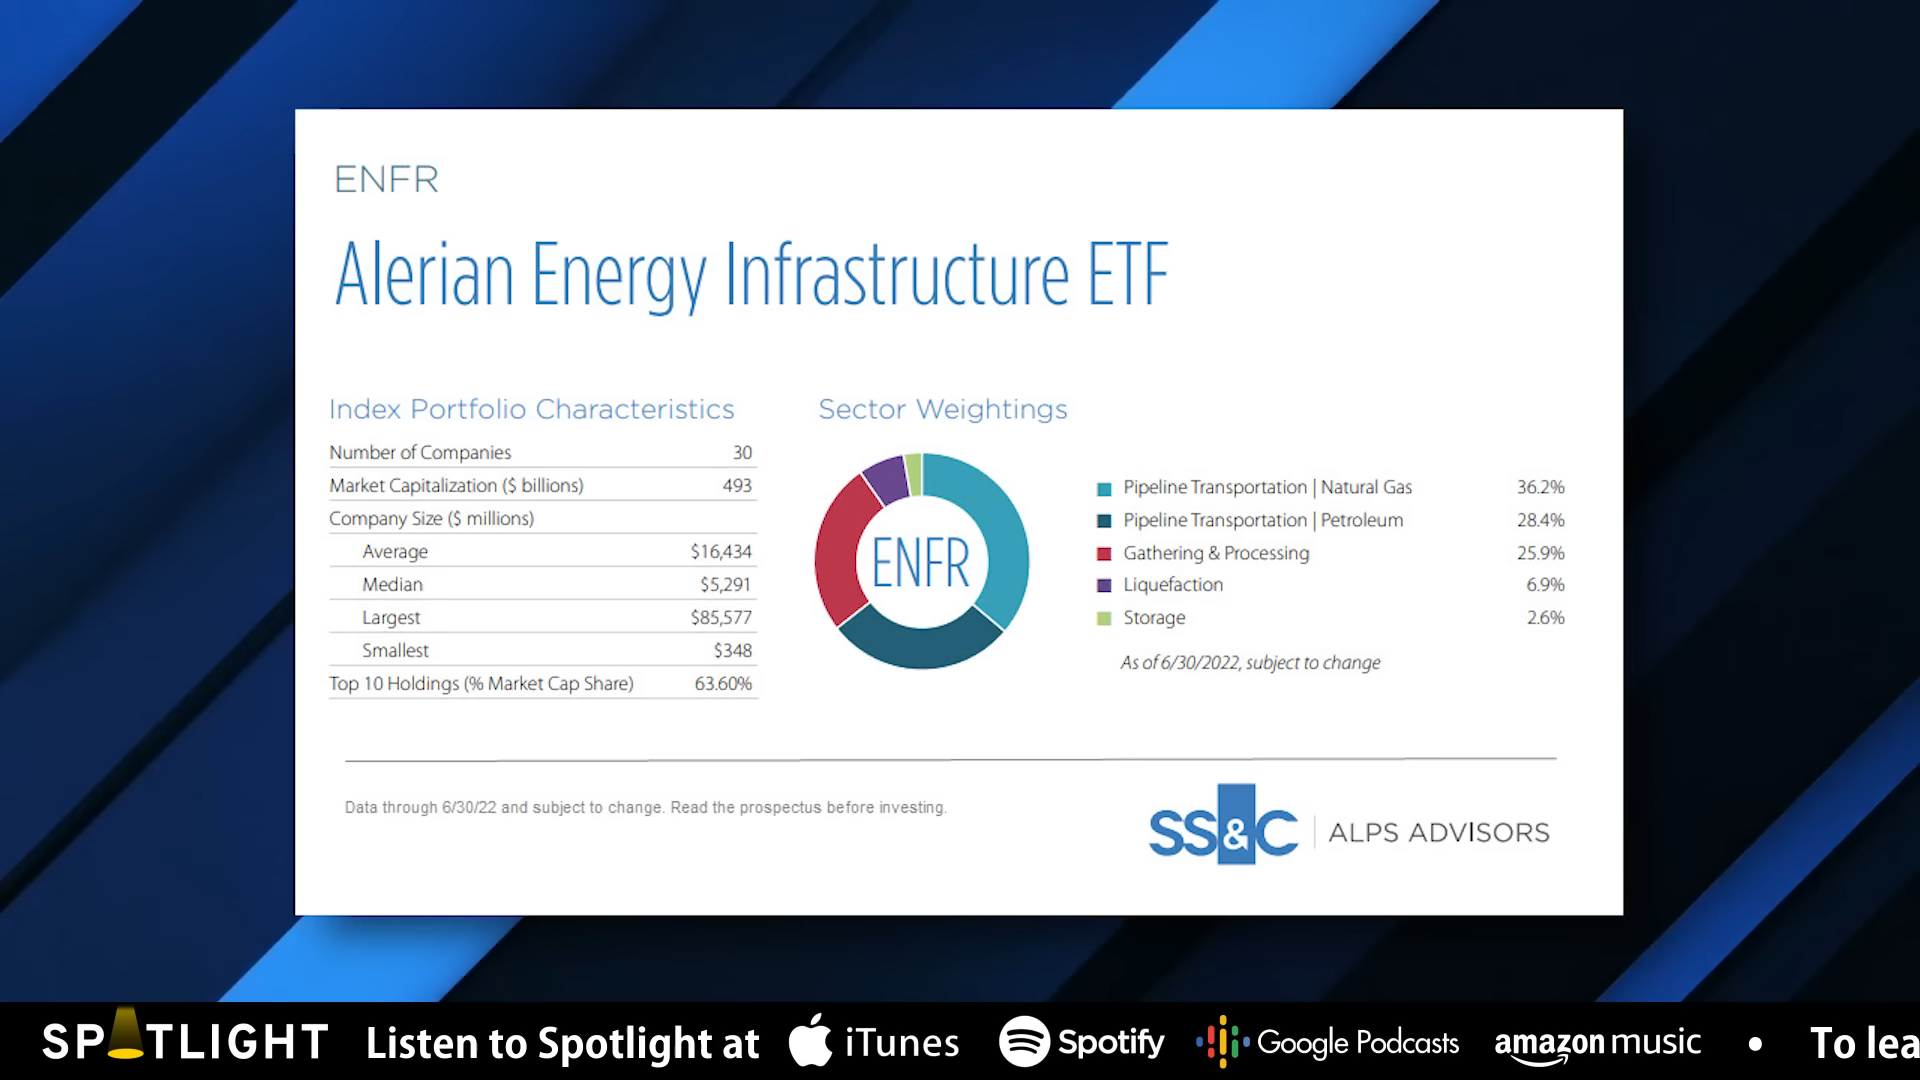 ENFR
Alerian Energy Infrastructure ETF
Index Portfolio Characteristics
Number of Companies 30
Market Capitalization ($ billions) 493
Company Size ($ millions)
Average $16,434
Median $5,291
Largest $85,577
Smallest $348
Top 10 Holdings (% Market Cap Share) 63.60%
Sector Weightings
ENFR
Pipeline Transportation | Natural Gas 36.2%
Pipeline Transportation | Petroleum 28.4%
Gathering & Processing 25.9%
Liquefaction 6.9%
Storage 2.6%
As of 6/30/2022, subject to change
Data through 6/30/22 and subject to change. Read the prospectus before investing.
SS&C | ALPS ADVISORS
SPOTLIGHT Listen to Spotlight at iTunes Spotify Google Podcasts amazon music • To lea